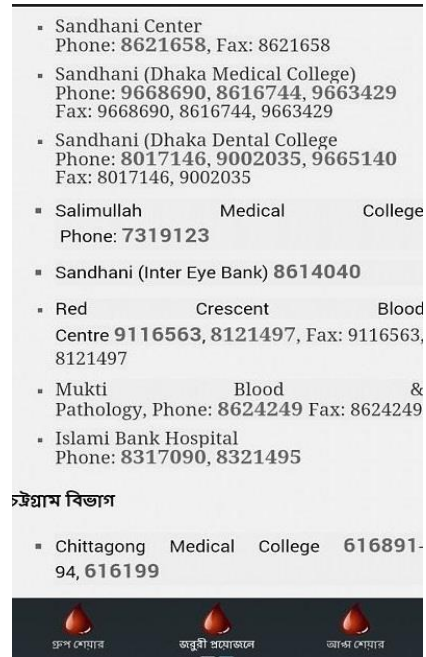 Sandhani Center
Phone: 8621658, Fax: 8621658
Sandhani (Dhaka Medical College)
Phone: 9668690, 8616744, 9663429
Fax: 9668690, 8616744, 9663429
Sandhani (Dhaka Dental College
Phone: 8017146, 9002035, 9665140
Fax: 8017146, 9002035
Salimullah Medical College
Phone: 7319123
Sandhani (Inter Eye Bank) 8614040
Red Crescent Blood
Centre 9116563, 8121497, Fax: 9116563,
8121497
Mukti Blood &
Pathology, Phone: 8624249 Fax: 8624249
Islami Bank Hospital
Phone: 8317090, 8321495
চট্টগ্রাম বিভাগ
Chittagong Medical College 616891-
94, 616199
গ্রুপ শেয়ার জরুরী প্রয়োজনে শেয়ার